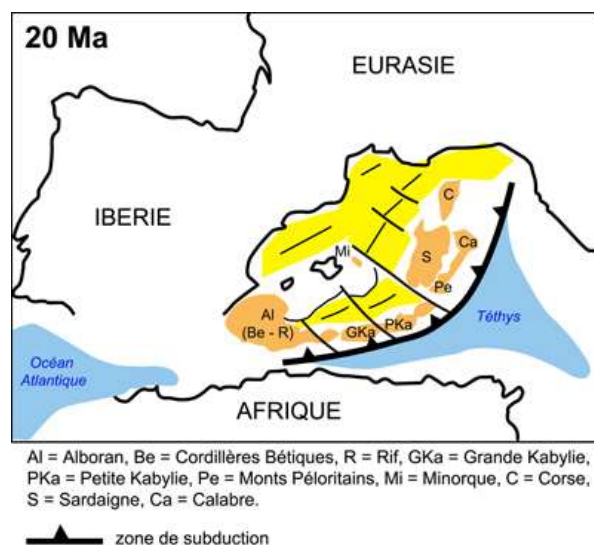 20 Ma
EURASIE
IBERIE
C
Mi
S
Ca
Pe
Al
(Be - R)
GKa
PKa
Téthys
Océan
Atlantique
AFRIQUE
Al = Alboran, Be = Cordillères Bétiques, R = Rif, GKa = Grande Kabylie,
PKa = Petite Kabylie, Pe = Monts Péloritains, Mi = Minorque, C = Corse,
S = Sardaigne, Ca = Calabre.
zone de subduction